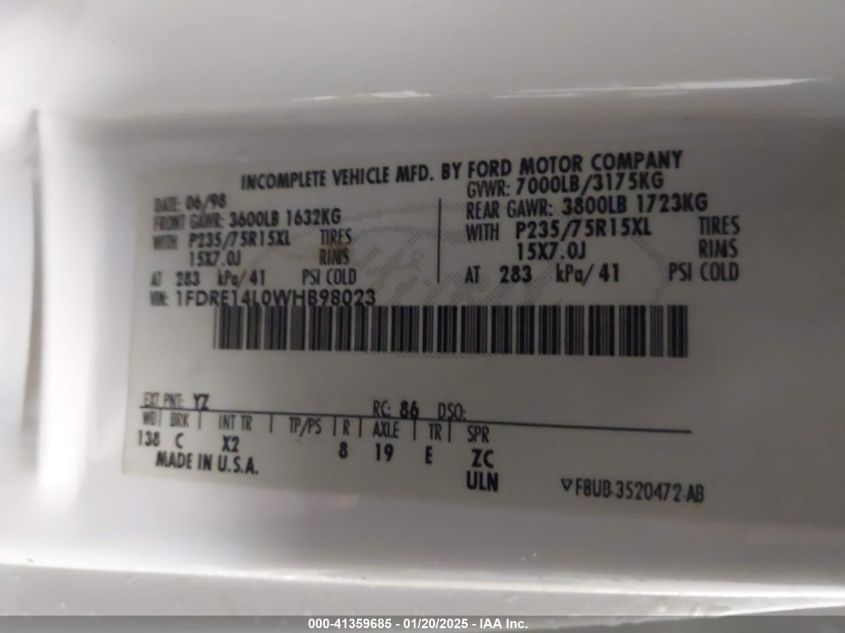 INCOMPLETE VEHICLE MFD. BY FORD MOTOR COMPANY
DATE: 06/98 GVWR: 7000LB/3175KG
FRONT GAWR: 3600LB 1632KG REAR GAWR: 3800LB 1723KG
WITH P235/75R15XL TIRES WITH P235/75R15XL TIRES
15X7.0J RIMS 15X7.0J RIMS
AT 283 kPa/ 41 PSI COLD AT 283 kPa/ 41 PSI COLD
VIN: 1FDRE14L0WHB98023
EXT PNT: YZ RC: 86 DSO:
WB | BRK | INT TR | TP/PS | R | AXLE | TR | SPR
138 C X2 8 19 E ZC
MADE IN U.S.A. ULN
F8UB-3520472-AB
000-41359685 - 01/20/2025 - IAA Inc.